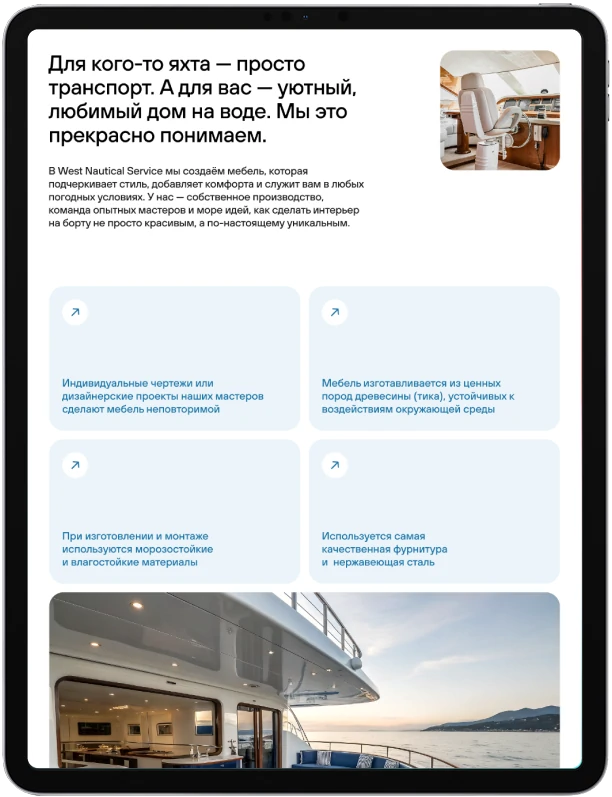 Для кого-то яхта — просто
транспорт. А для вас — уютный,
любимый дом на воде. Мы это
прекрасно понимаем.
В West Nautical Service мы создаём мебель, которая
подчеркивает стиль, добавляет комфорта и служит вам в любых
погодных условиях. У нас — собственное производство,
команда опытных мастеров и море идей, как сделать интерьер
на борту не просто красивым, а по-настоящему уникальным.
Индивидуальные чертежи или
дизайнерские проекты наших мастеров
сделают мебель неповторимой
Мебель изготавливается из ценных
пород древесины (тика), устойчивых к
воздействиям окружающей среды
При изготовлении и монтаже
используются морозостойкие
и влагостойкие материалы
Используется самая
качественная фурнитура
и нержавеющая сталь